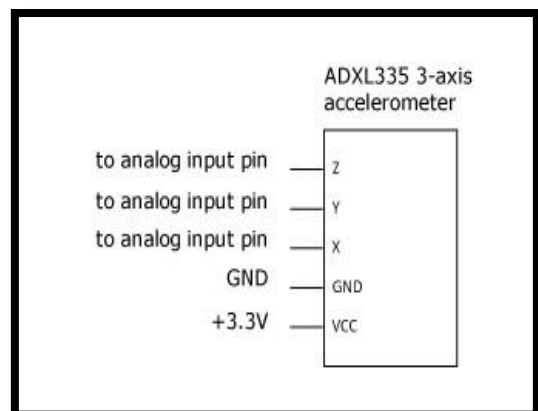 ADXL335 3-axis
accelerometer
to analog input pin Z
to analog input pin Y
to analog input pin X
GND GND
+3.3V VCC